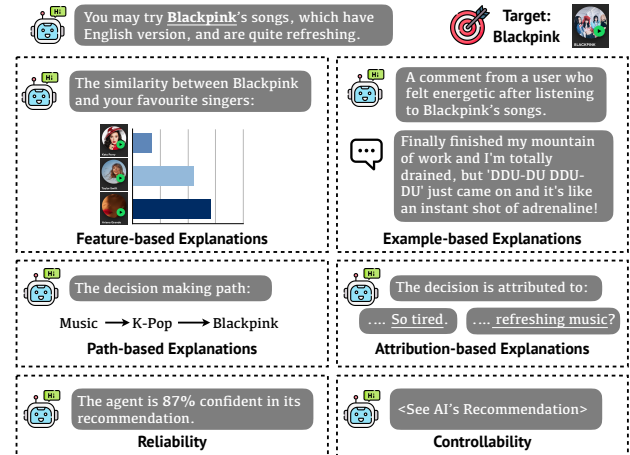 Hi
You may try Blackpink's songs, which have
English version, and are quite refreshing.
Target:
Blackpink
BLACKPINK
Hi
The similarity between Blackpink
and your favourite singers:
Feature-based Explanations
Hi
A comment from a user who
felt energetic after listening
to Blackpink's songs.
Finally finished my mountain
of work and I'm totally
drained, but 'DDU-DU DDU-
DU' just came on and it's like
an instant shot of adrenaline!
Example-based Explanations
Hi
The decision making path:
Music K-Pop Blackpink
Path-based Explanations
Hi
The decision is attributed to:
.... So tired. .... refreshing music?
Attribution-based Explanations
Hi
The agent is 87% confident in its
recommendation.
Reliability
Hi
<See AI's Recommendation>
Controllability